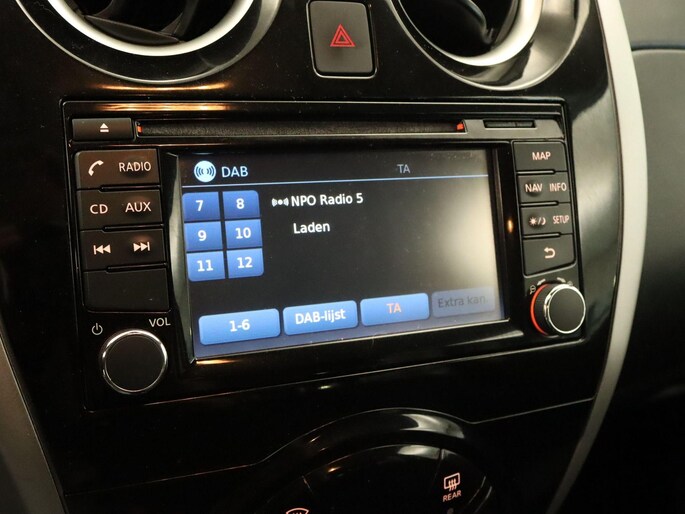 DAB TA
7 8 NPO Radio 5
9 10 Laden
11 12
1-6 DAB-lijst TA Extra kan.
RADIO
CD AUX
VOL
MAP
NAV INFO
SETUP
REAR